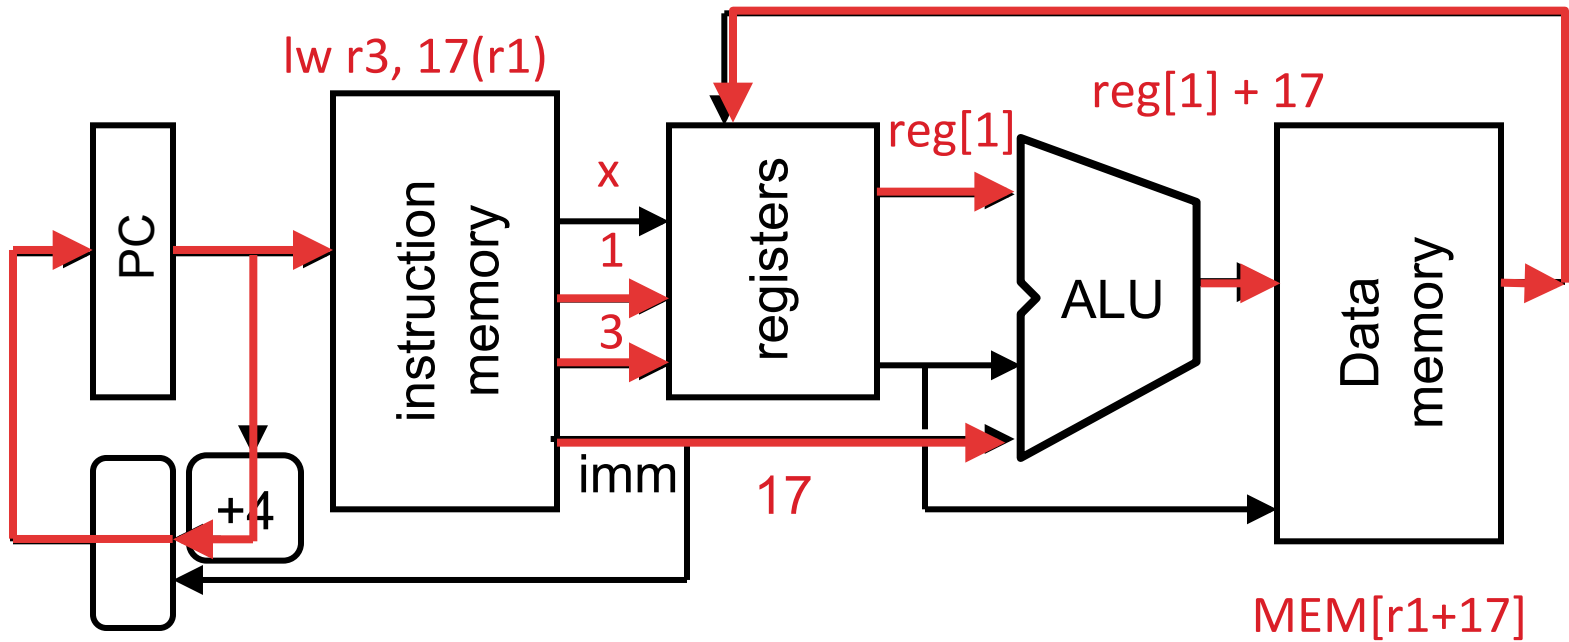 lw r3, 17(r1)
reg[1] + 17
reg[1]
x
1
3
PC
instruction
memory
registers
ALU
Data
memory
imm
17
+4
MEM[r1+17]